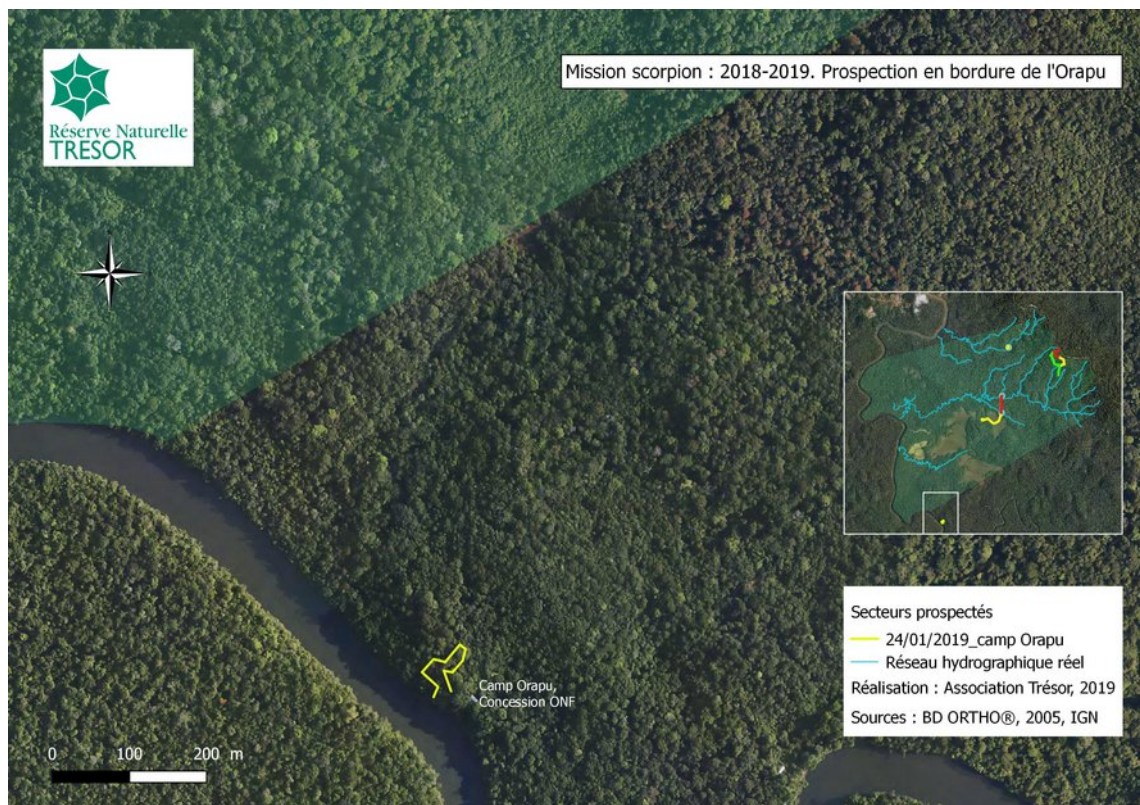 Réserve Naturelle
TRESOR
Mission scorpion : 2018-2019. Prospection en bordure de l'Orapu
Camp Orapu,
Concession ONF
0 100 200 m
Secteurs prospectés
24/01/2019_camp Orapu
Réseau hydrographique réel
Réalisation : Association Trésor, 2019
Sources : BD ORTHO®, 2005, IGN